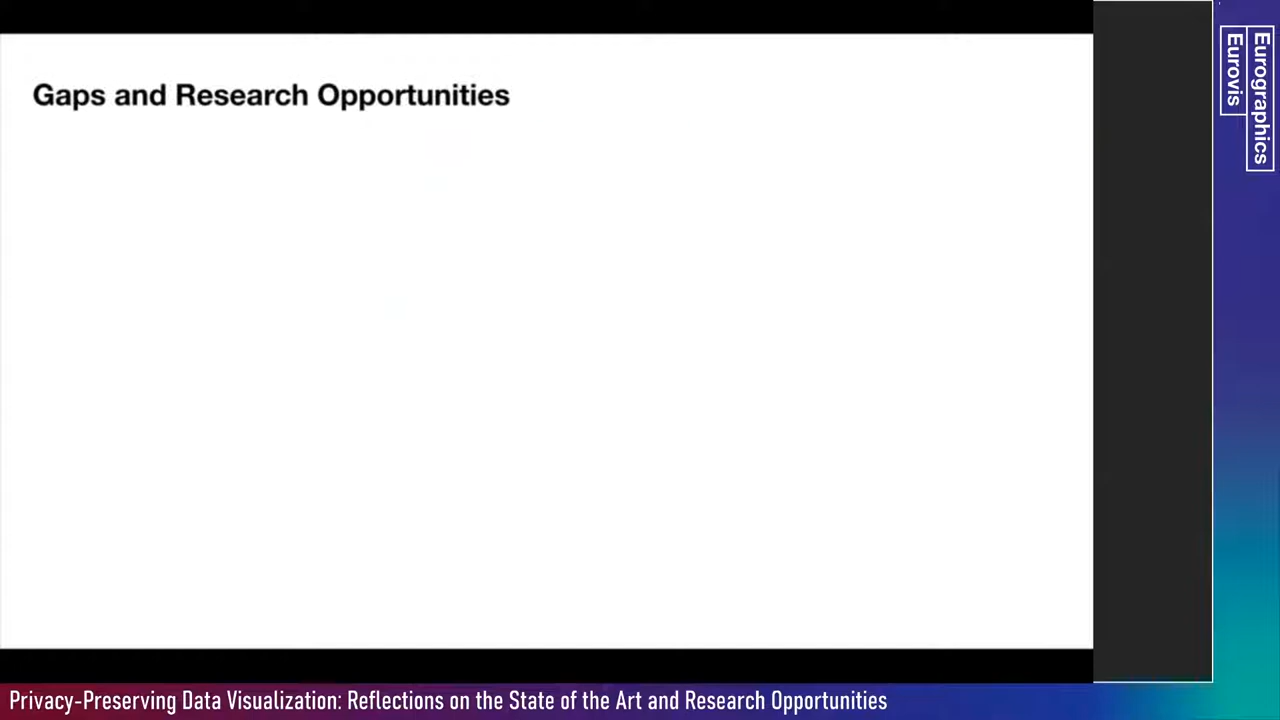 Gaps and Research Opportunities
Eurographics
Eurovis
Privacy-Preserving Data Visualization: Reflections on the State of the Art and Research Opportunities